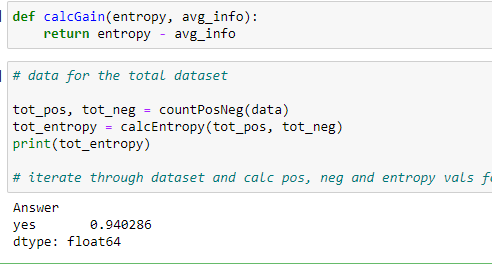 def calcGain(entropy, avg_info):
    return entropy - avg_info
# data for the total dataset
tot_pos, tot_neg = countPosNeg(data)
tot_entropy = calcEntropy(tot_pos, tot_neg)
print(tot_entropy)
# iterate through dataset and calc pos, neg and entropy vals
Answer
yes       0.940286
dtype: float64